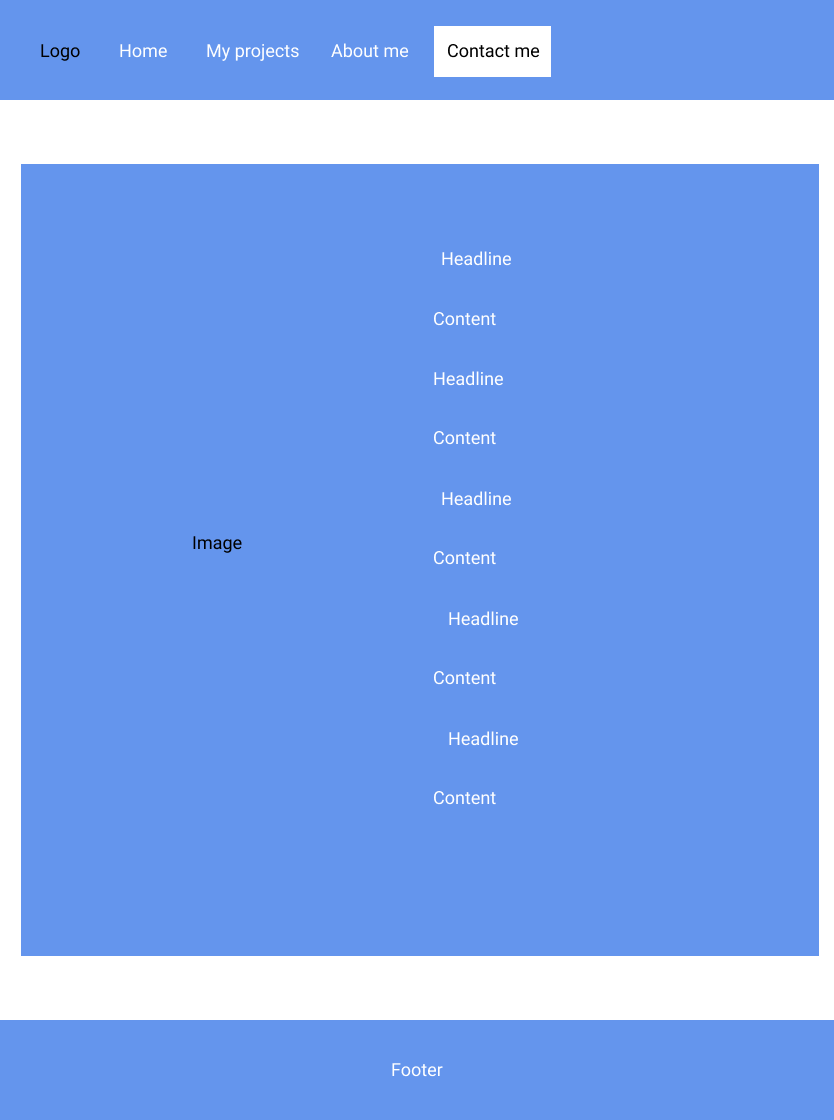 Logo Home My projects About me Contact me
Headline
Content
Headline
Content
Headline
Image
Content
Headline
Content
Headline
Content
Footer